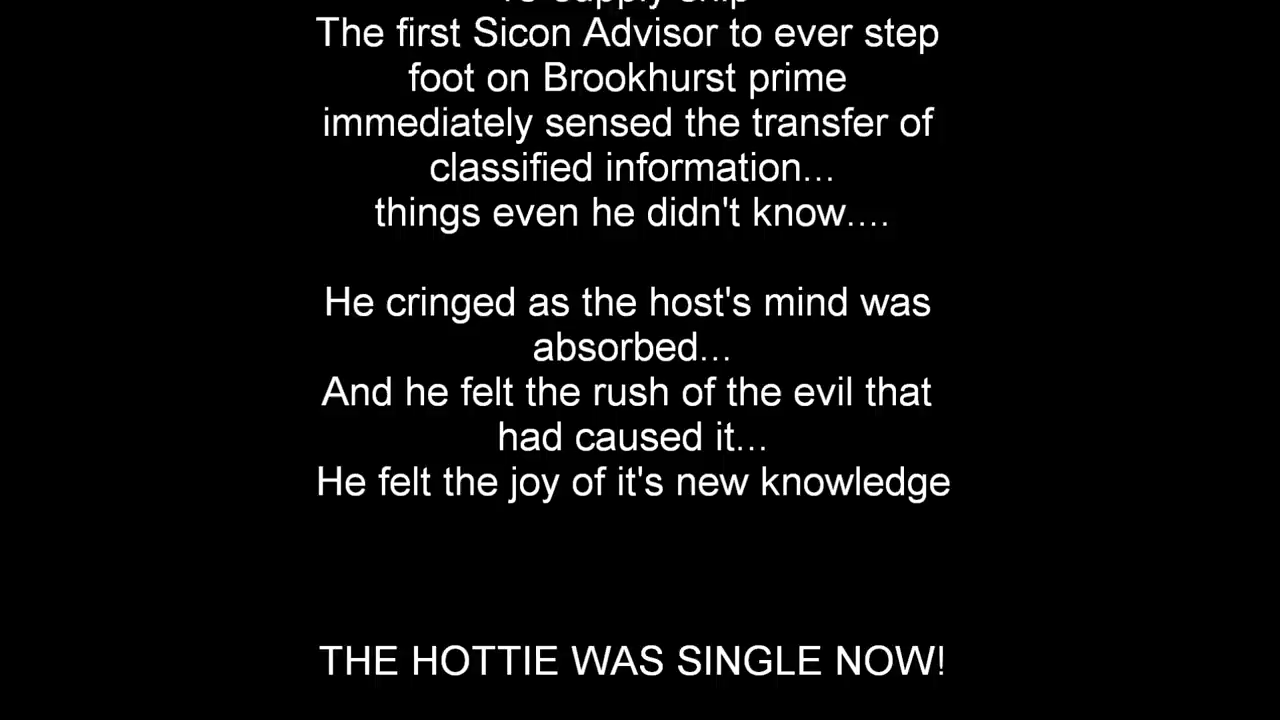 supply ship
The first Sicon Advisor to ever step
foot on Brookhurst prime
immediately sensed the transfer of
classified information...
things even he didn't know....
He cringed as the host's mind was
absorbed...
And he felt the rush of the evil that
had caused it...
He felt the joy of it's new knowledge
THE HOTTIE WAS SINGLE NOW!